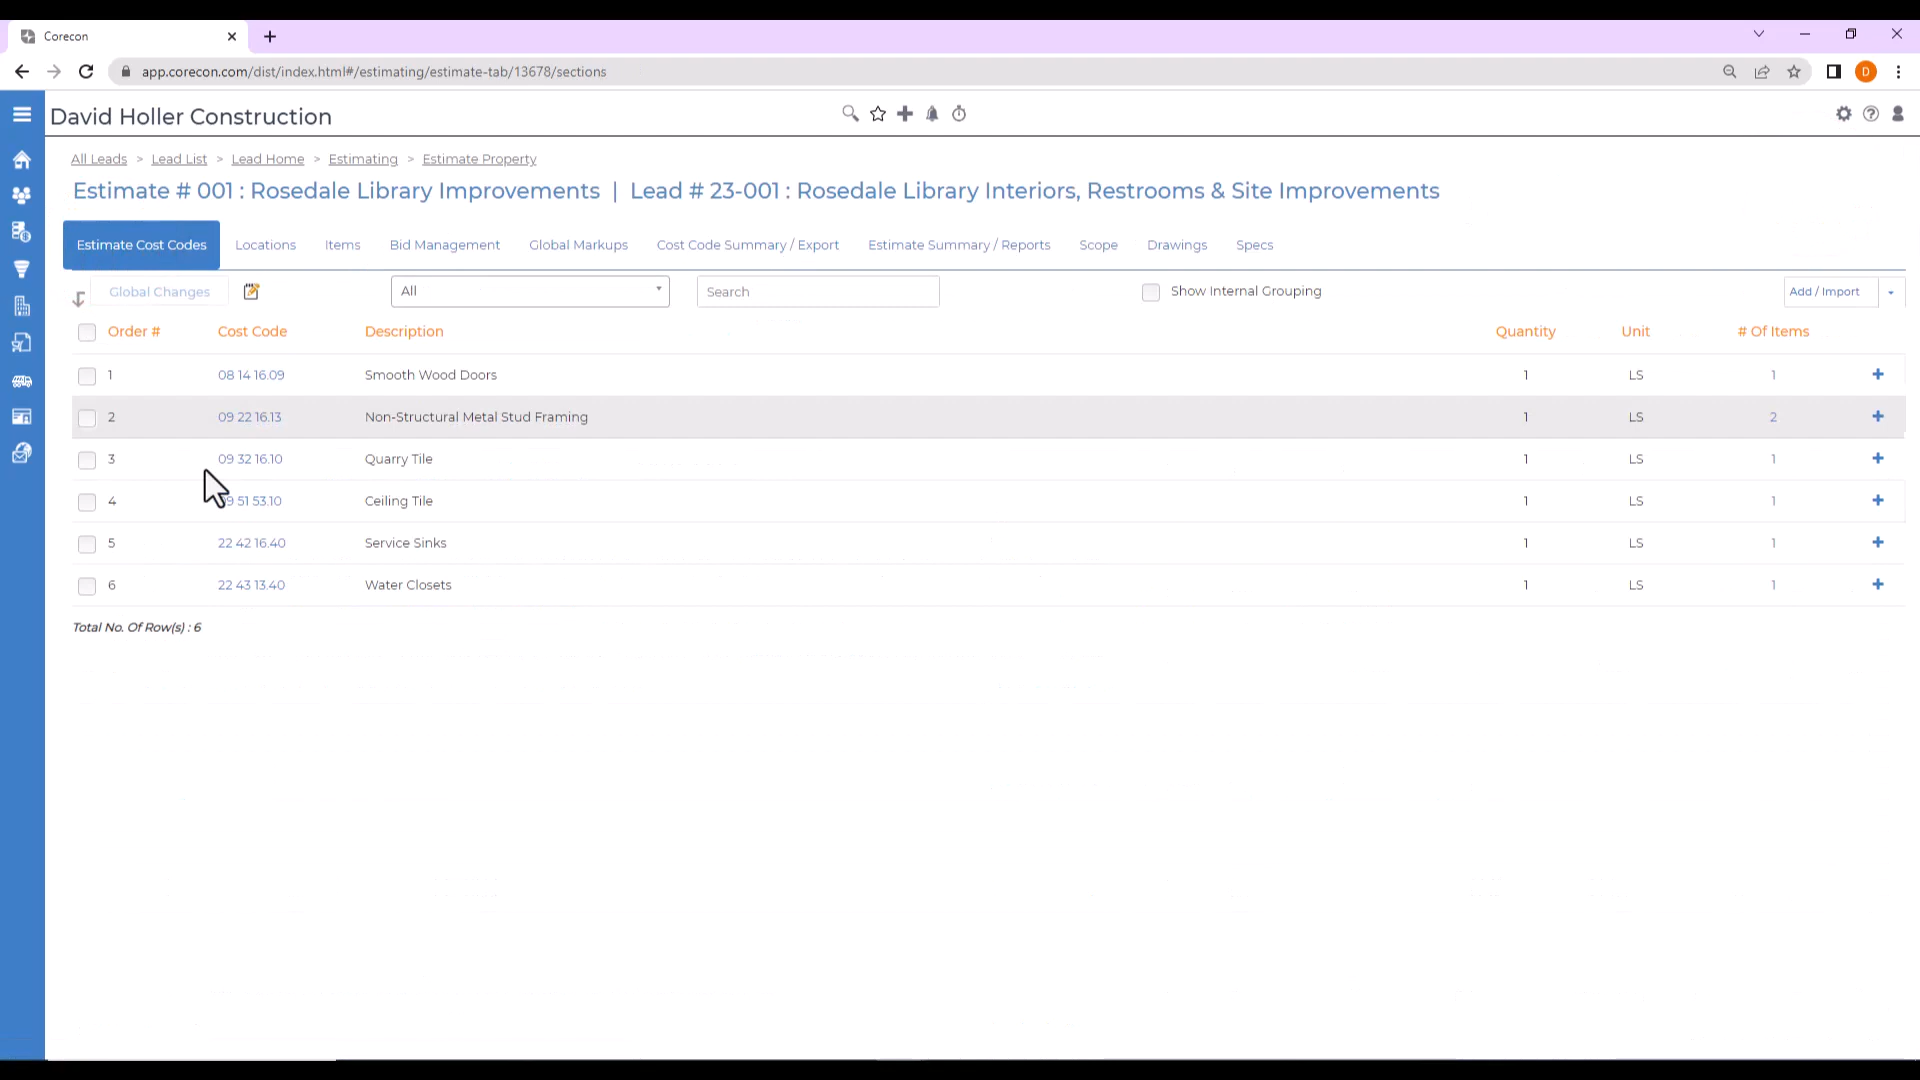 Corecon
app.corecon.com/dist/index.html#/estimating/estimate-tab/13678/sections
D
David Holler Construction
All Leads > Lead List > Lead Home > Estimating > Estimate Property
Estimate # 001 : Rosedale Library Improvements | Lead # 23-001 : Rosedale Library Interiors, Restrooms & Site Improvements
Estimate Cost Codes Locations Items Bid Management Global Markups Cost Code Summary / Export Estimate Summary / Reports Scope Drawings Specs
Global Changes All Search Show Internal Grouping Add / Import
Order # Cost Code Description Quantity Unit # Of Items
1 08 14 16.09 Smooth Wood Doors 1 LS 1
2 09 22 16.13 Non-Structural Metal Stud Framing 1 LS 2
3 09 32 16.10 Quarry Tile 1 LS 1
4 09 51 53.10 Ceiling Tile 1 LS 1
5 22 42 16.40 Service Sinks 1 LS 1
6 22 43 13.40 Water Closets 1 LS 1
Total No. Of Row(s) : 6